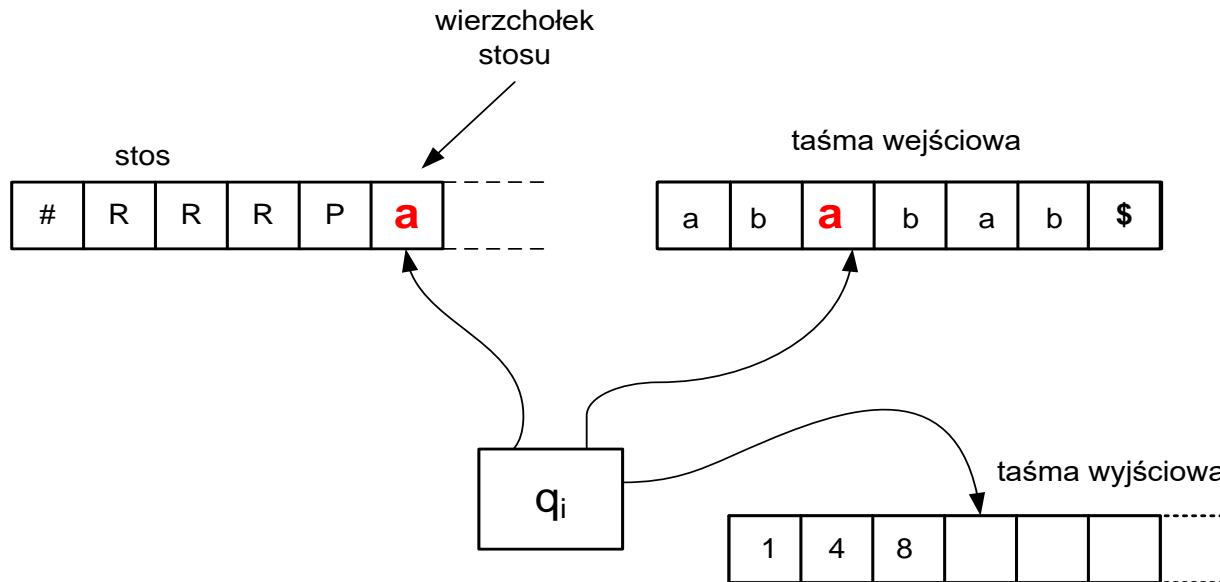 wierzchołek
stosu
stos
taśma wejściowa
# R R R P a
a b a b a b $
qi
taśma wyjściowa
1 4 8